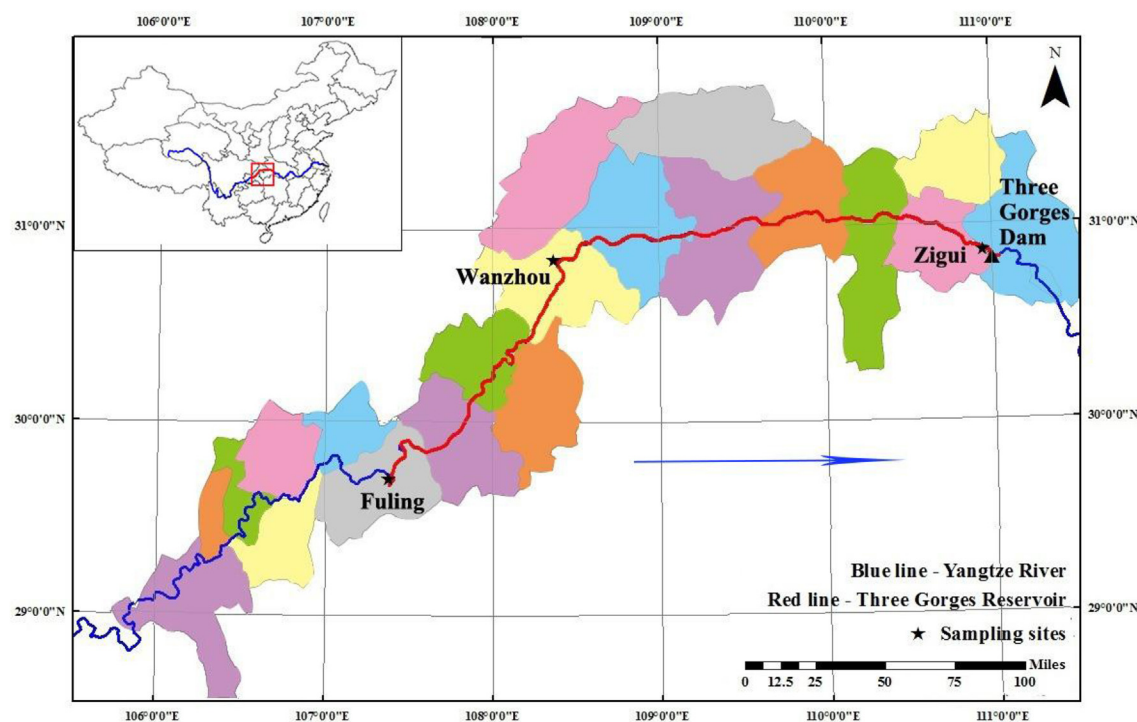 106°0'0"E 107°0'0"E 108°0'0"E 109°0'0"E 110°0'0"E 111°0'0"E
N
Three
Gorges
Dam
31°0'0"N 31°0'0"N
Zigui
Wanzhou
30°0'0"N 30°0'0"N
Fuling
Blue line - Yangtze River
Red line - Three Gorges Reservoir
29°0'0"N 29°0'0"N
Sampling sites
Miles
0 12.5 25 50 75 100
106°0'0"E 107°0'0"E 108°0'0"E 109°0'0"E 110°0'0"E 111°0'0"E